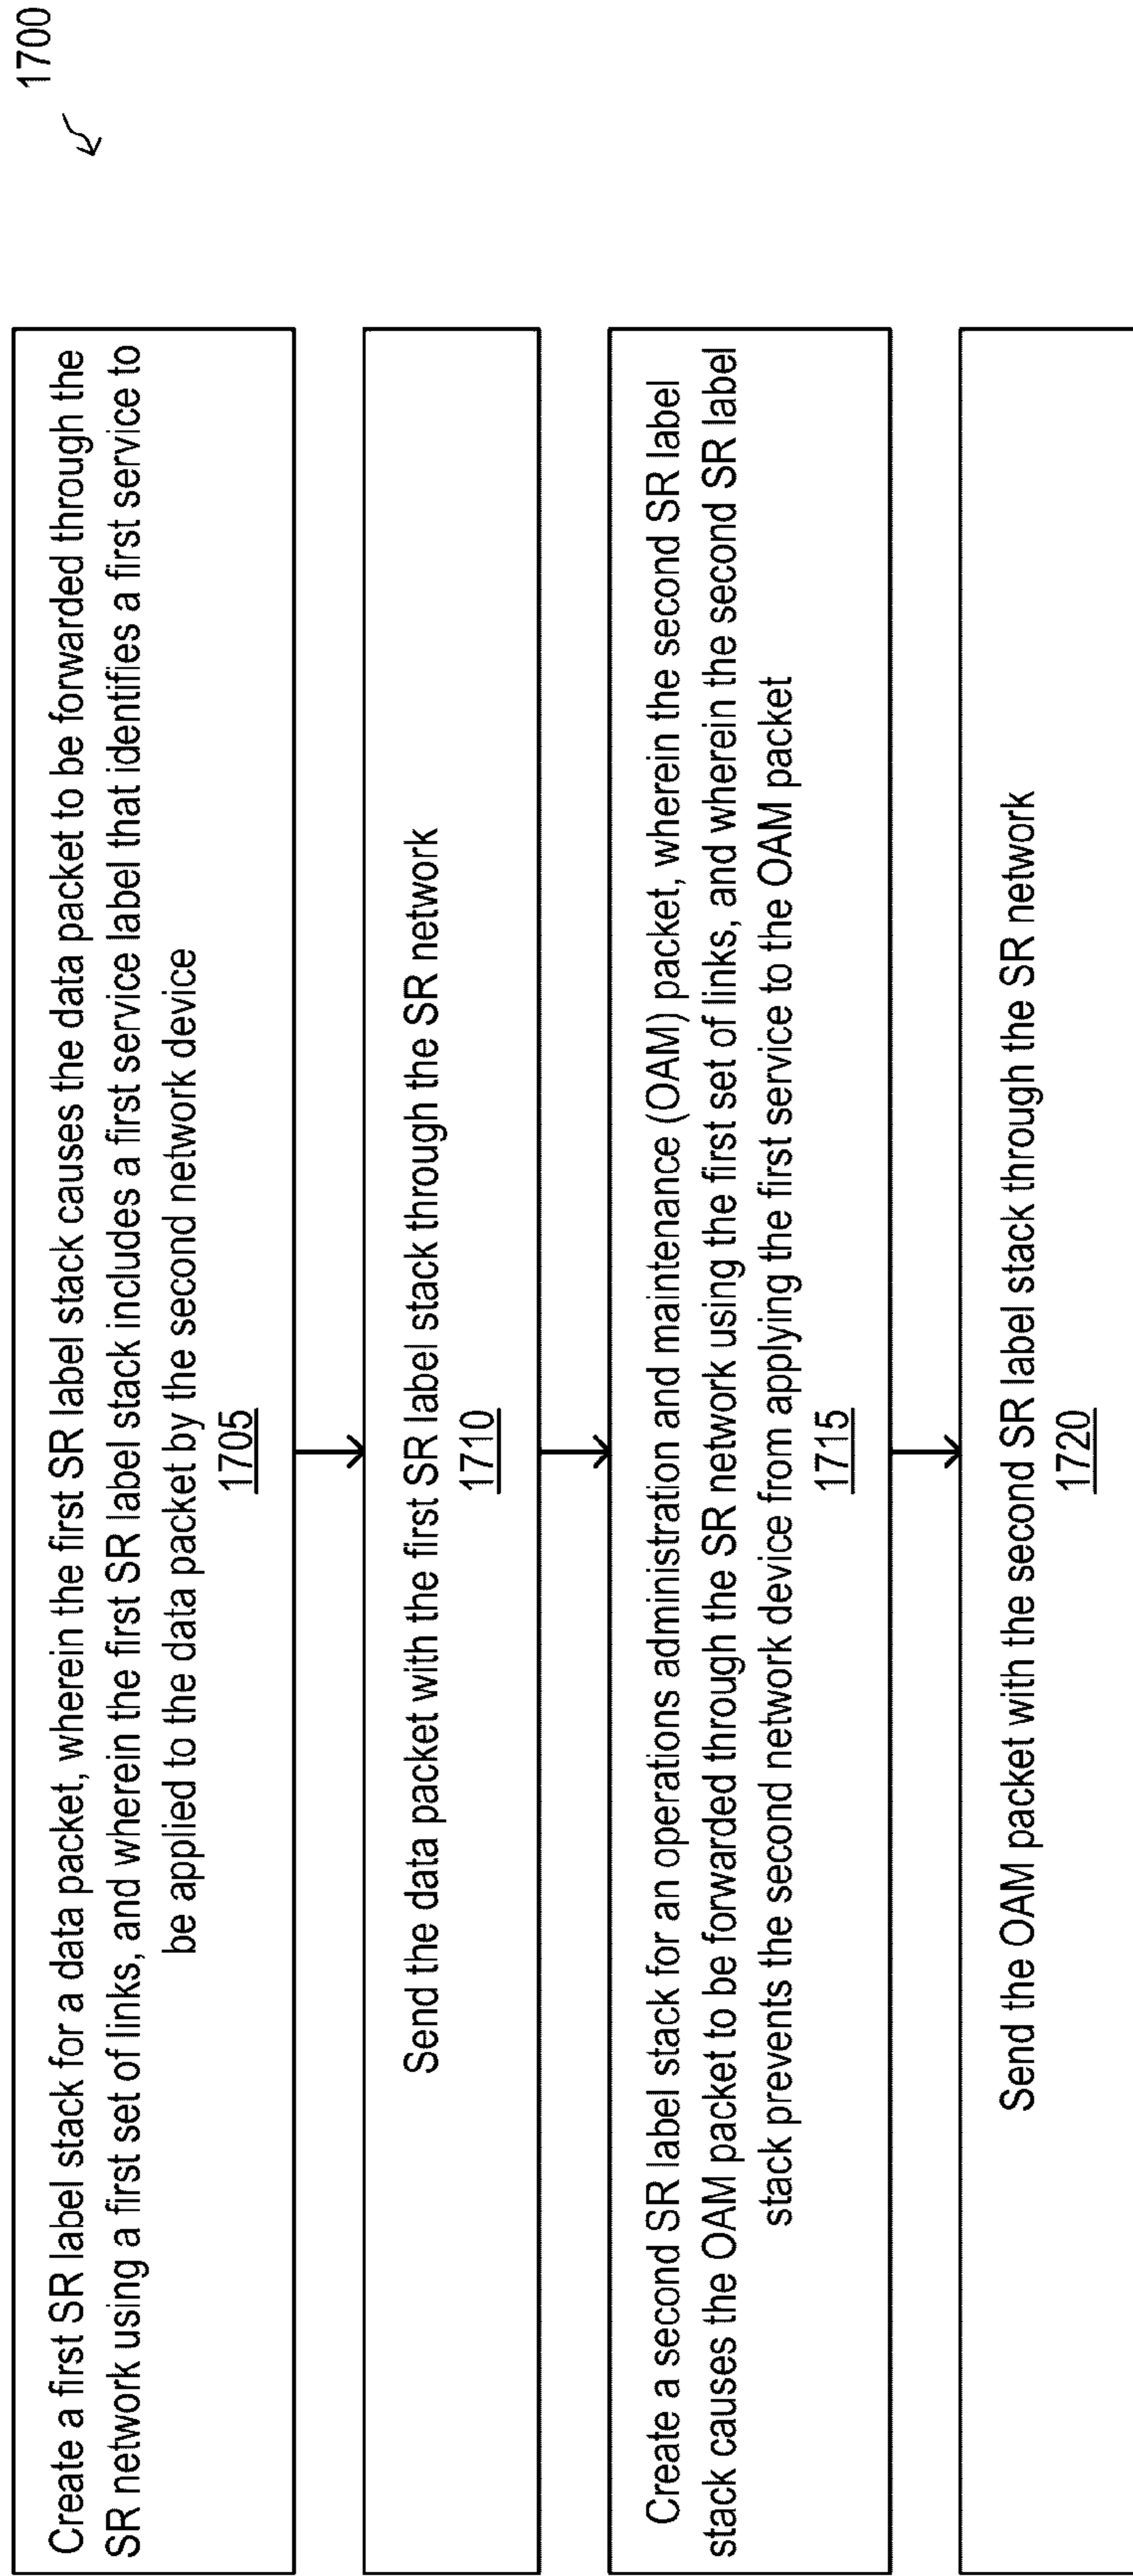 1700
Create a first SR label stack for a data packet, wherein the first SR label stack causes the data packet to be forwarded through the
SR network using a first set of links, and wherein the first SR label stack includes a first service label that identifies a first service to
be applied to the data packet by the second network device
1705
Send the data packet with the first SR label stack through the SR network
1710
Create a second SR label stack for an operations administration and maintenance (OAM) packet, wherein the second SR label
stack causes the OAM packet to be forwarded through the SR network using the first set of links, and wherein the second SR label
stack prevents the second network device from applying the first service to the OAM packet
1715
Send the OAM packet with the second SR label stack through the SR network
1720